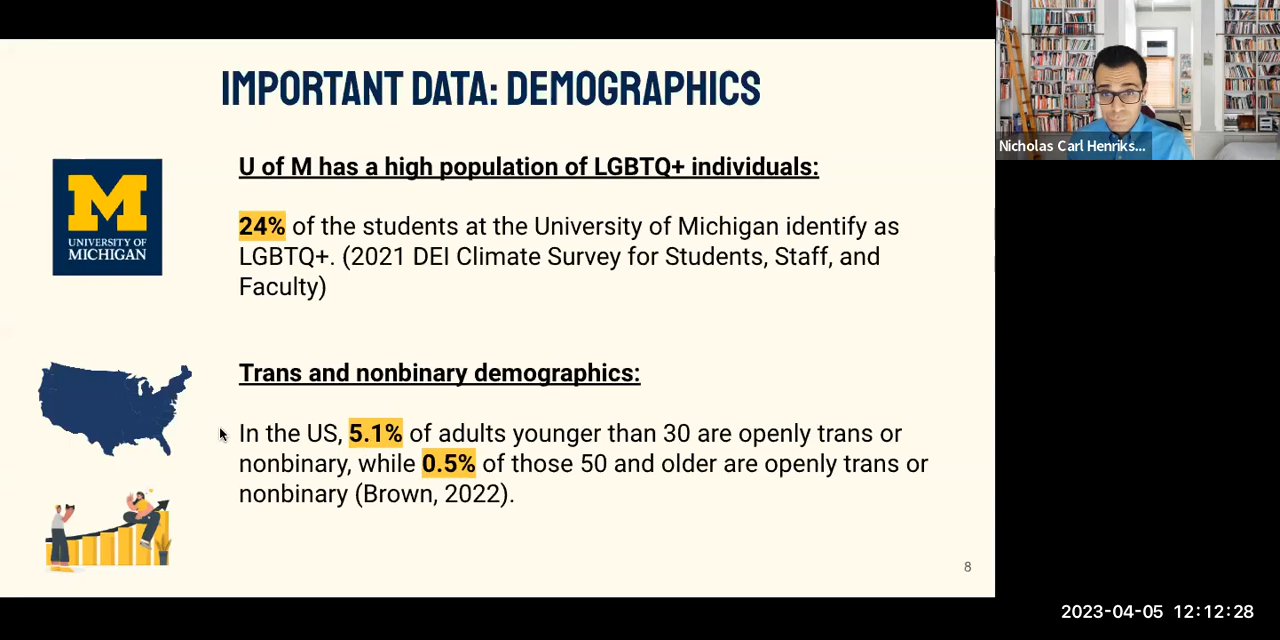 IMPORTANT DATA: DEMOGRAPHICS
Nicholas Carl Henriks...
U of M has a high population of LGBTQ+ individuals:
M
UNIVERSITY OF
MICHIGAN
24% of the students at the University of Michigan identify as
LGBTQ+. (2021 DEI Climate Survey for Students, Staff, and
Faculty)
Trans and nonbinary demographics:
In the US, 5.1% of adults younger than 30 are openly trans or
nonbinary, while 0.5% of those 50 and older are openly trans or
nonbinary (Brown, 2022).
8
2023-04-05 12:12:28